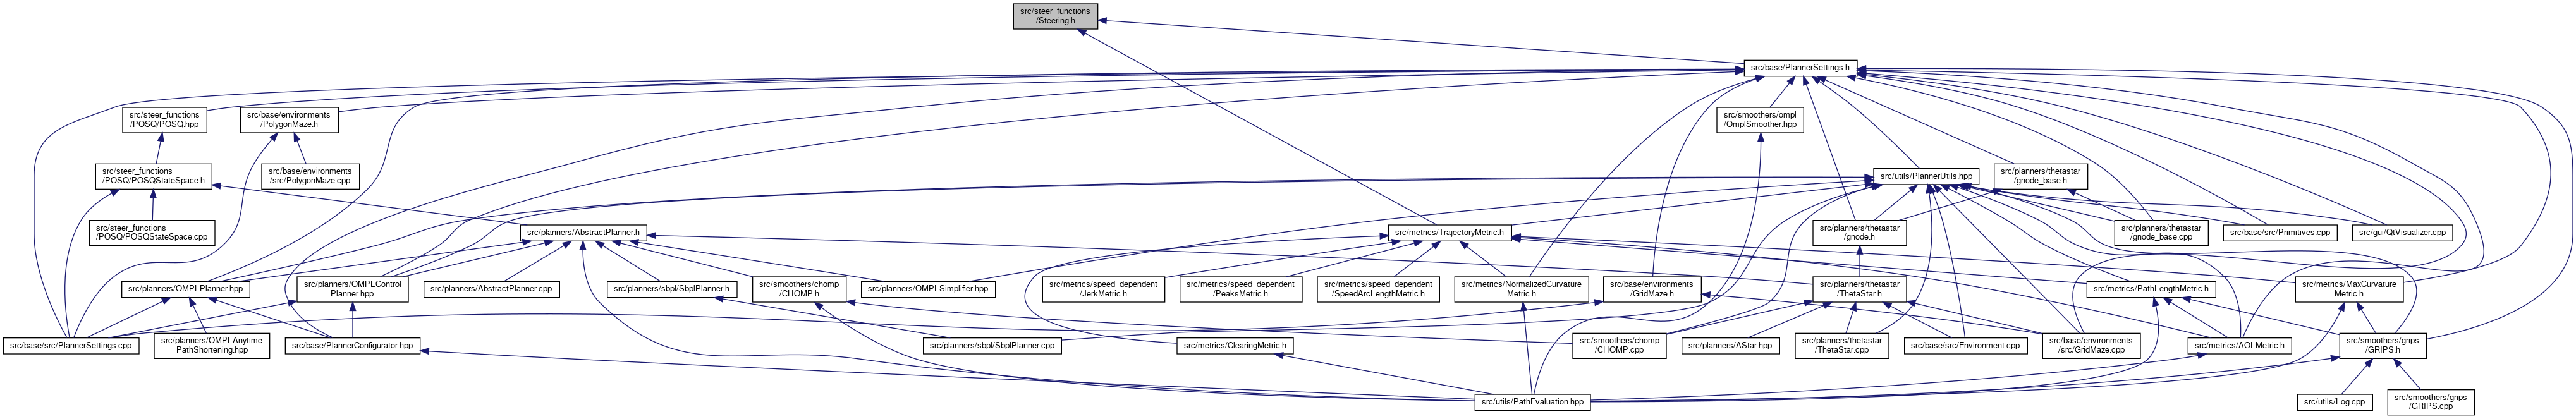 src/steer_functions
/Steering.h
src/base/PlannerSettings.h
src/steer_functions
/POSQ/POSQ.hpp
src/base/environments
/PolygonMaze.h
src/smoothers/ompl
/OmplSmoother.hpp
src/steer_functions
/POSQ/POSQStateSpace.h
src/base/environments
/src/PolygonMaze.cpp
src/utils/PlannerUtils.hpp
src/planners/thetastar
/gnode_base.h
src/steer_functions
/POSQ/POSQStateSpace.cpp
src/planners/AbstractPlanner.h
src/metrics/TrajectoryMetric.h
src/planners/thetastar
/gnode.h
src/planners/thetastar
/gnode_base.cpp
src/base/src/Primitives.cpp
src/gui/QtVisualizer.cpp
src/planners/OMPLPlanner.hpp
src/planners/OMPLControl
Planner.hpp
src/planners/AbstractPlanner.cpp
src/planners/sbpl/SbplPlanner.h
src/smoothers/chomp
/CHOMP.h
src/planners/OMPLSimplifier.hpp
src/metrics/speed_dependent
/JerkMetric.h
src/metrics/speed_dependent
/PeaksMetric.h
src/metrics/speed_dependent
/SpeedArcLengthMetric.h
src/metrics/NormalizedCurvature
Metric.h
src/base/environments
/GridMaze.h
src/planners/thetastar
/ThetaStar.h
src/metrics/PathLengthMetric.h
src/metrics/MaxCurvature
Metric.h
src/base/src/PlannerSettings.cpp
src/planners/OMPLAnytime
PathShortening.hpp
src/base/PlannerConfigurator.hpp
src/planners/sbpl/SbplPlanner.cpp
src/metrics/ClearingMetric.h
src/smoothers/chomp
/CHOMP.cpp
src/planners/AStar.hpp
src/planners/thetastar
/ThetaStar.cpp
src/base/src/Environment.cpp
src/base/environments
/src/GridMaze.cpp
src/metrics/AOLMetric.h
src/smoothers/grips
/GRIPS.h
src/utils/PathEvaluation.hpp
src/utils/Log.cpp
src/smoothers/grips
/GRIPS.cpp